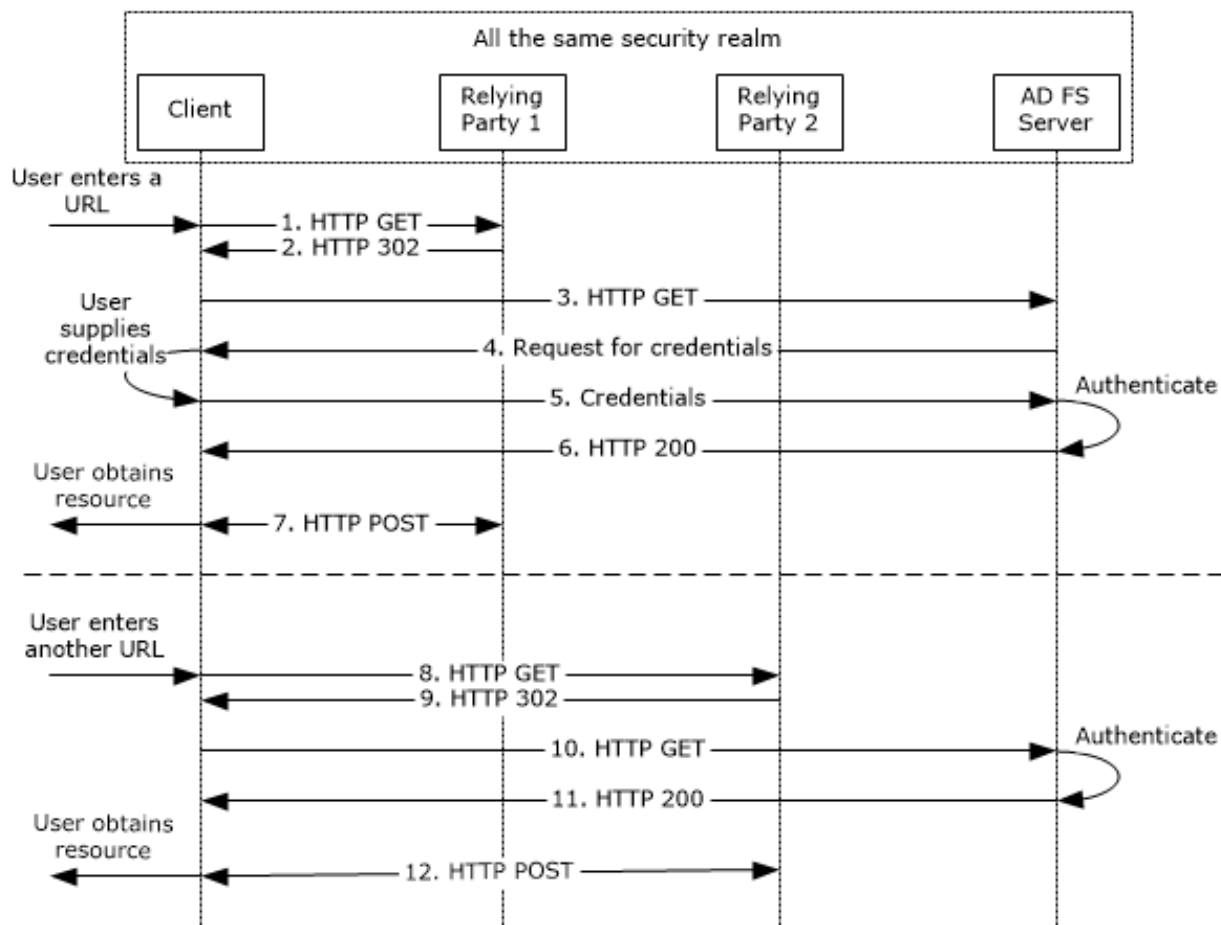 All the same security realm
Client
Relying
Party 1
Relying
Party 2
AD FS
Server
User enters a
URL
1. HTTP GET
2. HTTP 302
3. HTTP GET
User
supplies
credentials
4. Request for credentials
5. Credentials
Authenticate
6. HTTP 200
User obtains
resource
7. HTTP POST
User enters
another URL
8. HTTP GET
9. HTTP 302
10. HTTP GET
Authenticate
11. HTTP 200
User obtains
resource
12. HTTP POST